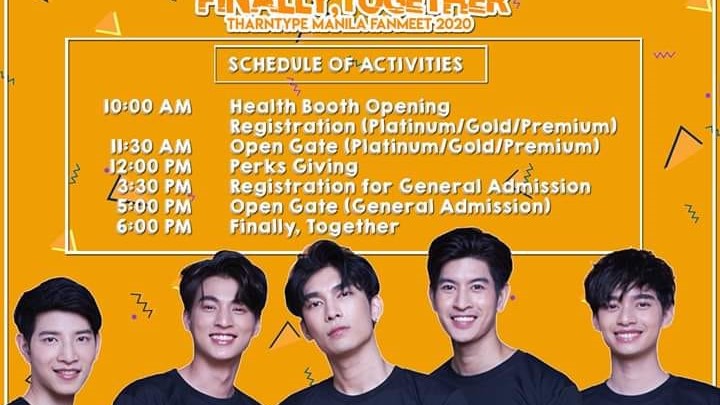 FINALLY, TOGETHER
THARNTYPE MANILA FANMEET 2020
SCHEDULE OF ACTIVITIES
10:00 AM Health Booth Opening
Registration (Platinum/Gold/Premium)
11:30 AM Open Gate (Platinum/Gold/Premium)
12:00 PM Perks Giving
3:30 PM Registration for General Admission
5:00 PM Open Gate (General Admission)
6:00 PM Finally, Together